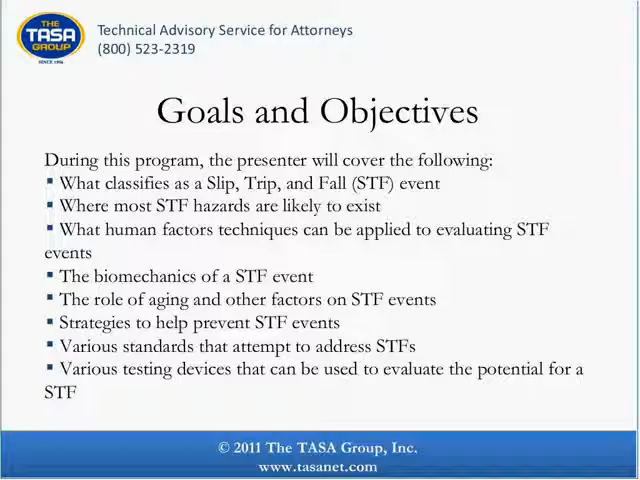 THE
TASA
GROUP
SINCE 1956
Technical Advisory Service for Attorneys
(800) 523-2319
Goals and Objectives
During this program, the presenter will cover the following:
▪ What classifies as a Slip, Trip, and Fall (STF) event
▪ Where most STF hazards are likely to exist
▪ What human factors techniques can be applied to evaluating STF
events
▪ The biomechanics of a STF event
▪ The role of aging and other factors on STF events
▪ Strategies to help prevent STF events
▪ Various standards that attempt to address STFs
▪ Various testing devices that can be used to evaluate the potential for a
STF
© 2011 The TASA Group, Inc.
www.tasanet.com